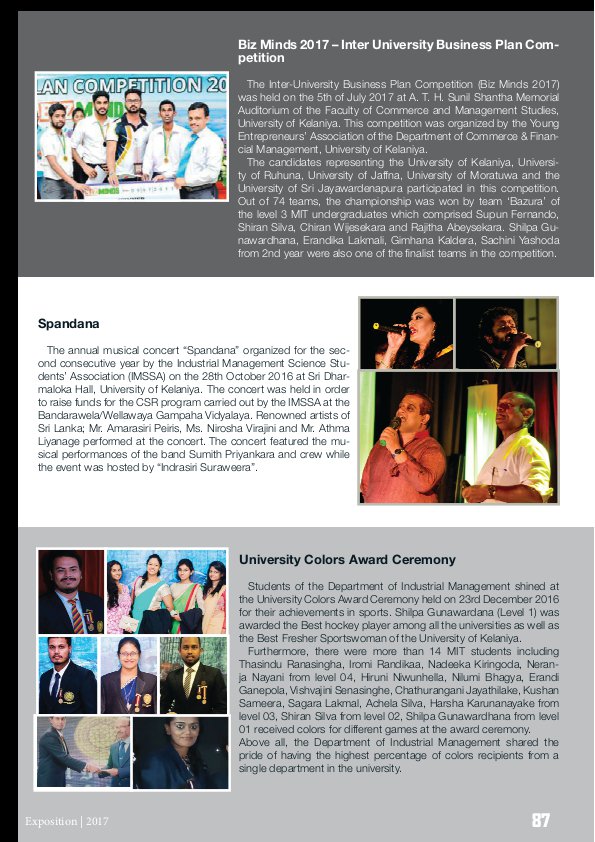 Biz Minds 2017 – Inter University Business Plan Com-
petition
LAN COMPETITION 20
MINDS
The Inter-University Business Plan Competition (Biz Minds 2017)
was held on the 5th of July 2017 at A. T. H. Sunil Shantha Memorial
Auditorium of the Faculty of Commerce and Management Studies,
University of Kelaniya. This competition was organized by the Young
Entrepreneurs’ Association of the Department of Commerce & Finan-
cial Management, University of Kelaniya.
The candidates representing the University of Kelaniya, Universi-
ty of Ruhuna, University of Jaffna, University of Moratuwa and the
University of Sri Jayawardenapura participated in this competition.
Out of 74 teams, the championship was won by team ‘Bazura’ of
the level 3 MIT undergraduates which comprised Supun Fernando,
Shiran Silva, Chiran Wijesekara and Rajitha Abeysekara. Shilpa Gu-
nawardhana, Erandika Lakmali, Gimhana Kaldera, Sachini Yashoda
from 2nd year were also one of the finalist teams in the competition.
Spandana
The annual musical concert “Spandana” organized for the sec-
ond consecutive year by the Industrial Management Science Stu-
dents’ Association (IMSSA) on the 28th October 2016 at Sri Dhar-
maloka Hall, University of Kelaniya. The concert was held in order
to raise funds for the CSR program carried out by the IMSSA at the
Bandarawela/Wellawaya Gampaha Vidyalaya. Renowned artists of
Sri Lanka; Mr. Amarasiri Peiris, Ms. Nirosha Virajini and Mr. Athma
Liyanage performed at the concert. The concert featured the mu-
sical performances of the band Sumith Priyankara and crew while
the event was hosted by “Indrasiri Suraweera”.
University Colors Award Ceremony
Students of the Department of Industrial Management shined at
the University Colors Award Ceremony held on 23rd December 2016
for their achievements in sports. Shilpa Gunawardana (Level 1) was
awarded the Best hockey player among all the universities as well as
the Best Fresher Sportswoman of the University of Kelaniya.
Furthermore, there were more than 14 MIT students including
Thasindu Ranasingha, Iromi Randikaa, Nadeeka Kiringoda, Neran-
ja Nayani from level 04, Hiruni Niwunhella, Nilumi Bhagya, Erandi
Ganepola, Vishvajini Senasinghe, Chathurangani Jayathilake, Kushan
Sameera, Sagara Lakmal, Achela Silva, Harsha Karunanayake from
level 03, Shiran Silva from level 02, Shilpa Gunawardhana from level
01 received colors for different games at the award ceremony.
Above all, the Department of Industrial Management shared the
pride of having the highest percentage of colors recipients from a
single department in the university.
Exposition | 2017
87